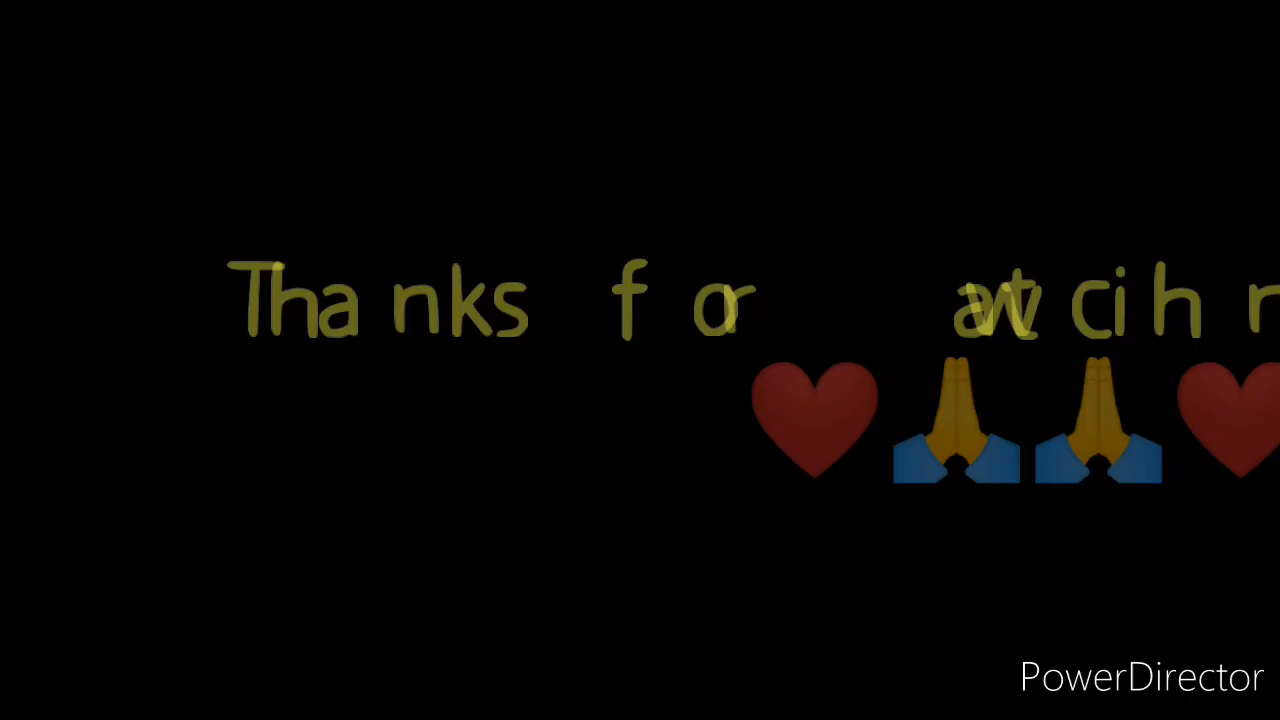 Thanks for
❤️🙏🙏❤️
PowerDirector